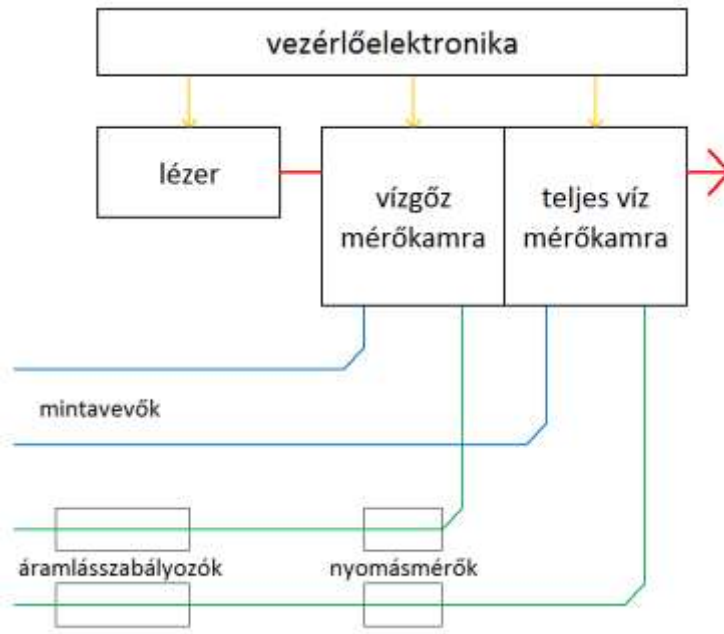 vezérlőelektronika
lézer
vízgőz
mérőkamra
teljes víz
mérőkamra
mintavevők
áramlásszabályozók
nyomásmérők